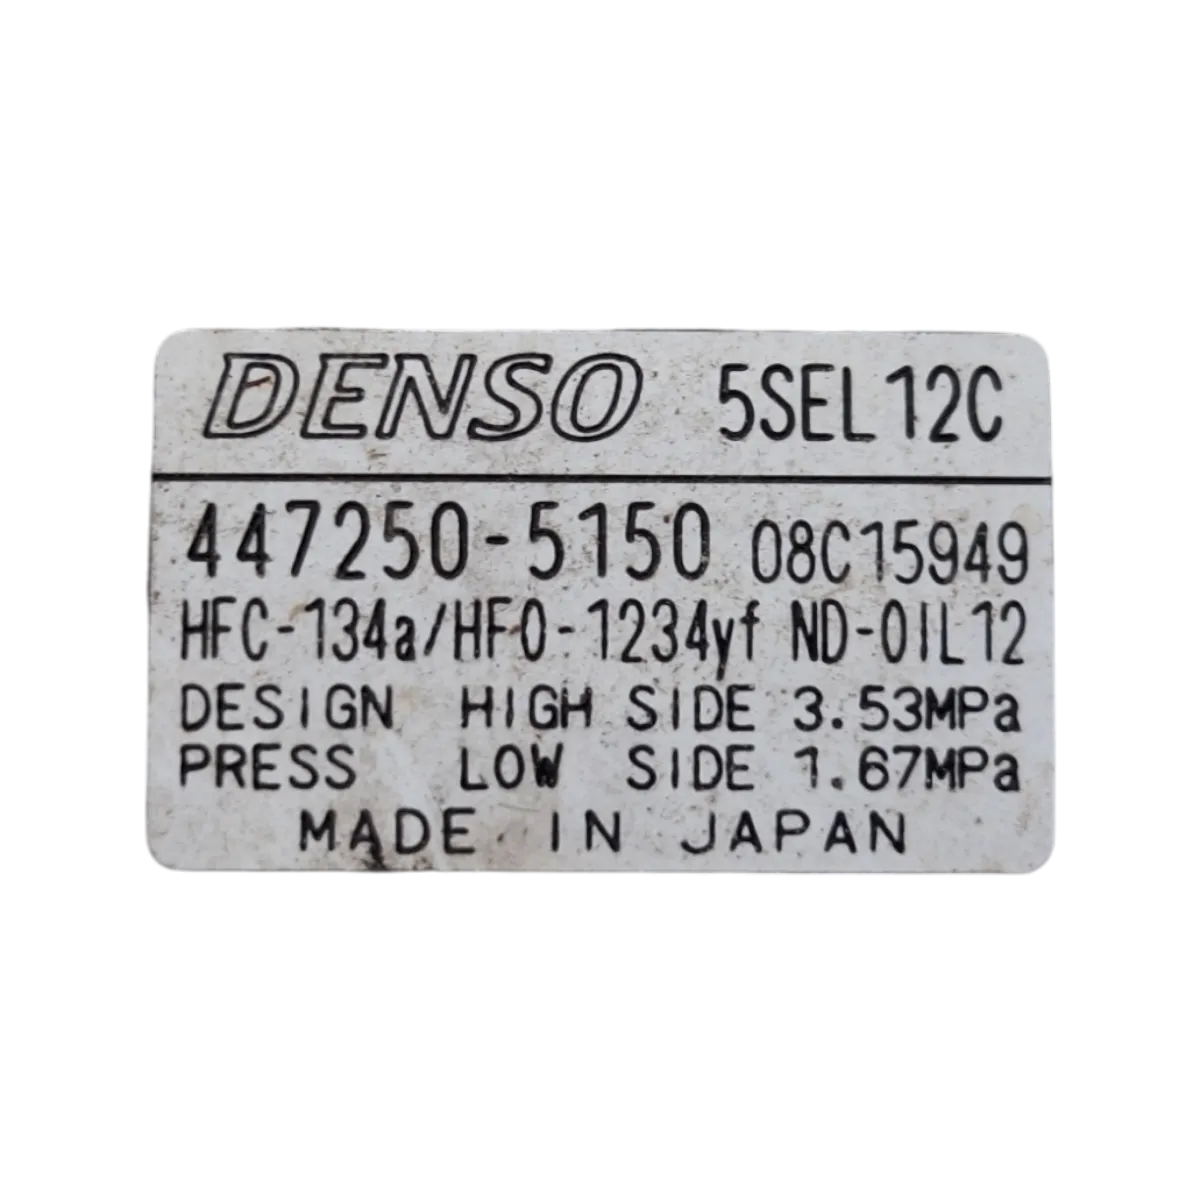 DENSO 5SEL12C
447250-5150 08C15949
HFC-134a/HFO-1234yf ND-OIL12
DESIGN HIGH SIDE 3.53MPa
PRESS LOW SIDE 1.67MPa
MADE IN JAPAN